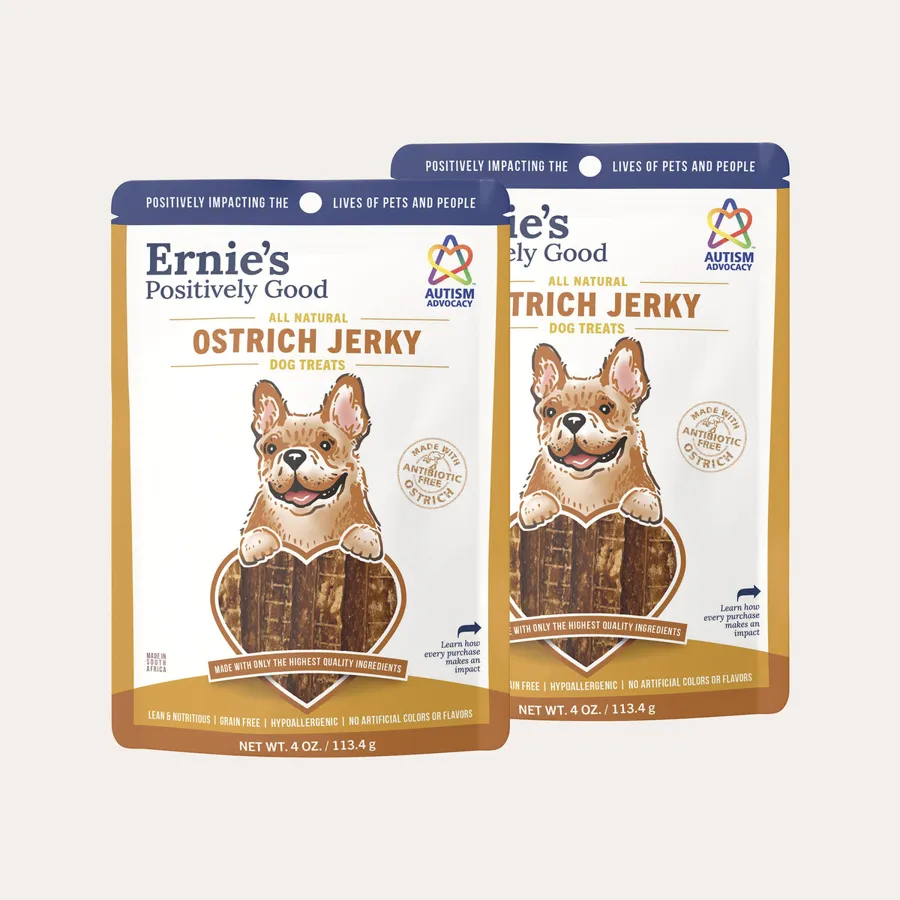 POSITIVELY IMPACTING THE LIVES OF PETS AND PEOPLE
Ernie's
Positively Good
AUTISM
ADVOCACY
ALL NATURAL
OSTRICH JERKY
DOG TREATS
MADE WITH
ANTIBIOTIC
FREE
OSTRICH
Learn how
every purchase
makes an
impact
MADE IN
SOUTH
AFRICA
MADE WITH ONLY THE HIGHEST QUALITY INGREDIENTS
LEAN & NUTRITIOUS | GRAIN FREE | HYPOALLERGENIC | NO ARTIFICIAL COLORS OR FLAVORS
NET WT. 4 OZ. / 113.4 g
POSITIVELY IMPACTING THE LIVES OF PETS AND PEOPLE
ie's
ely Good
AUTISM
ADVOCACY
ALL NATURAL
TRICH JERKY
DOG TREATS
MADE WITH
ANTIBIOTIC
FREE
OSTRICH
Learn how
every purchase
makes an
impact
WITH ONLY THE HIGHEST QUALITY INGREDIENTS
IN FREE | HYPOALLERGENIC | NO ARTIFICIAL COLORS OR FLAVORS
NET WT. 4 OZ. / 113.4 g